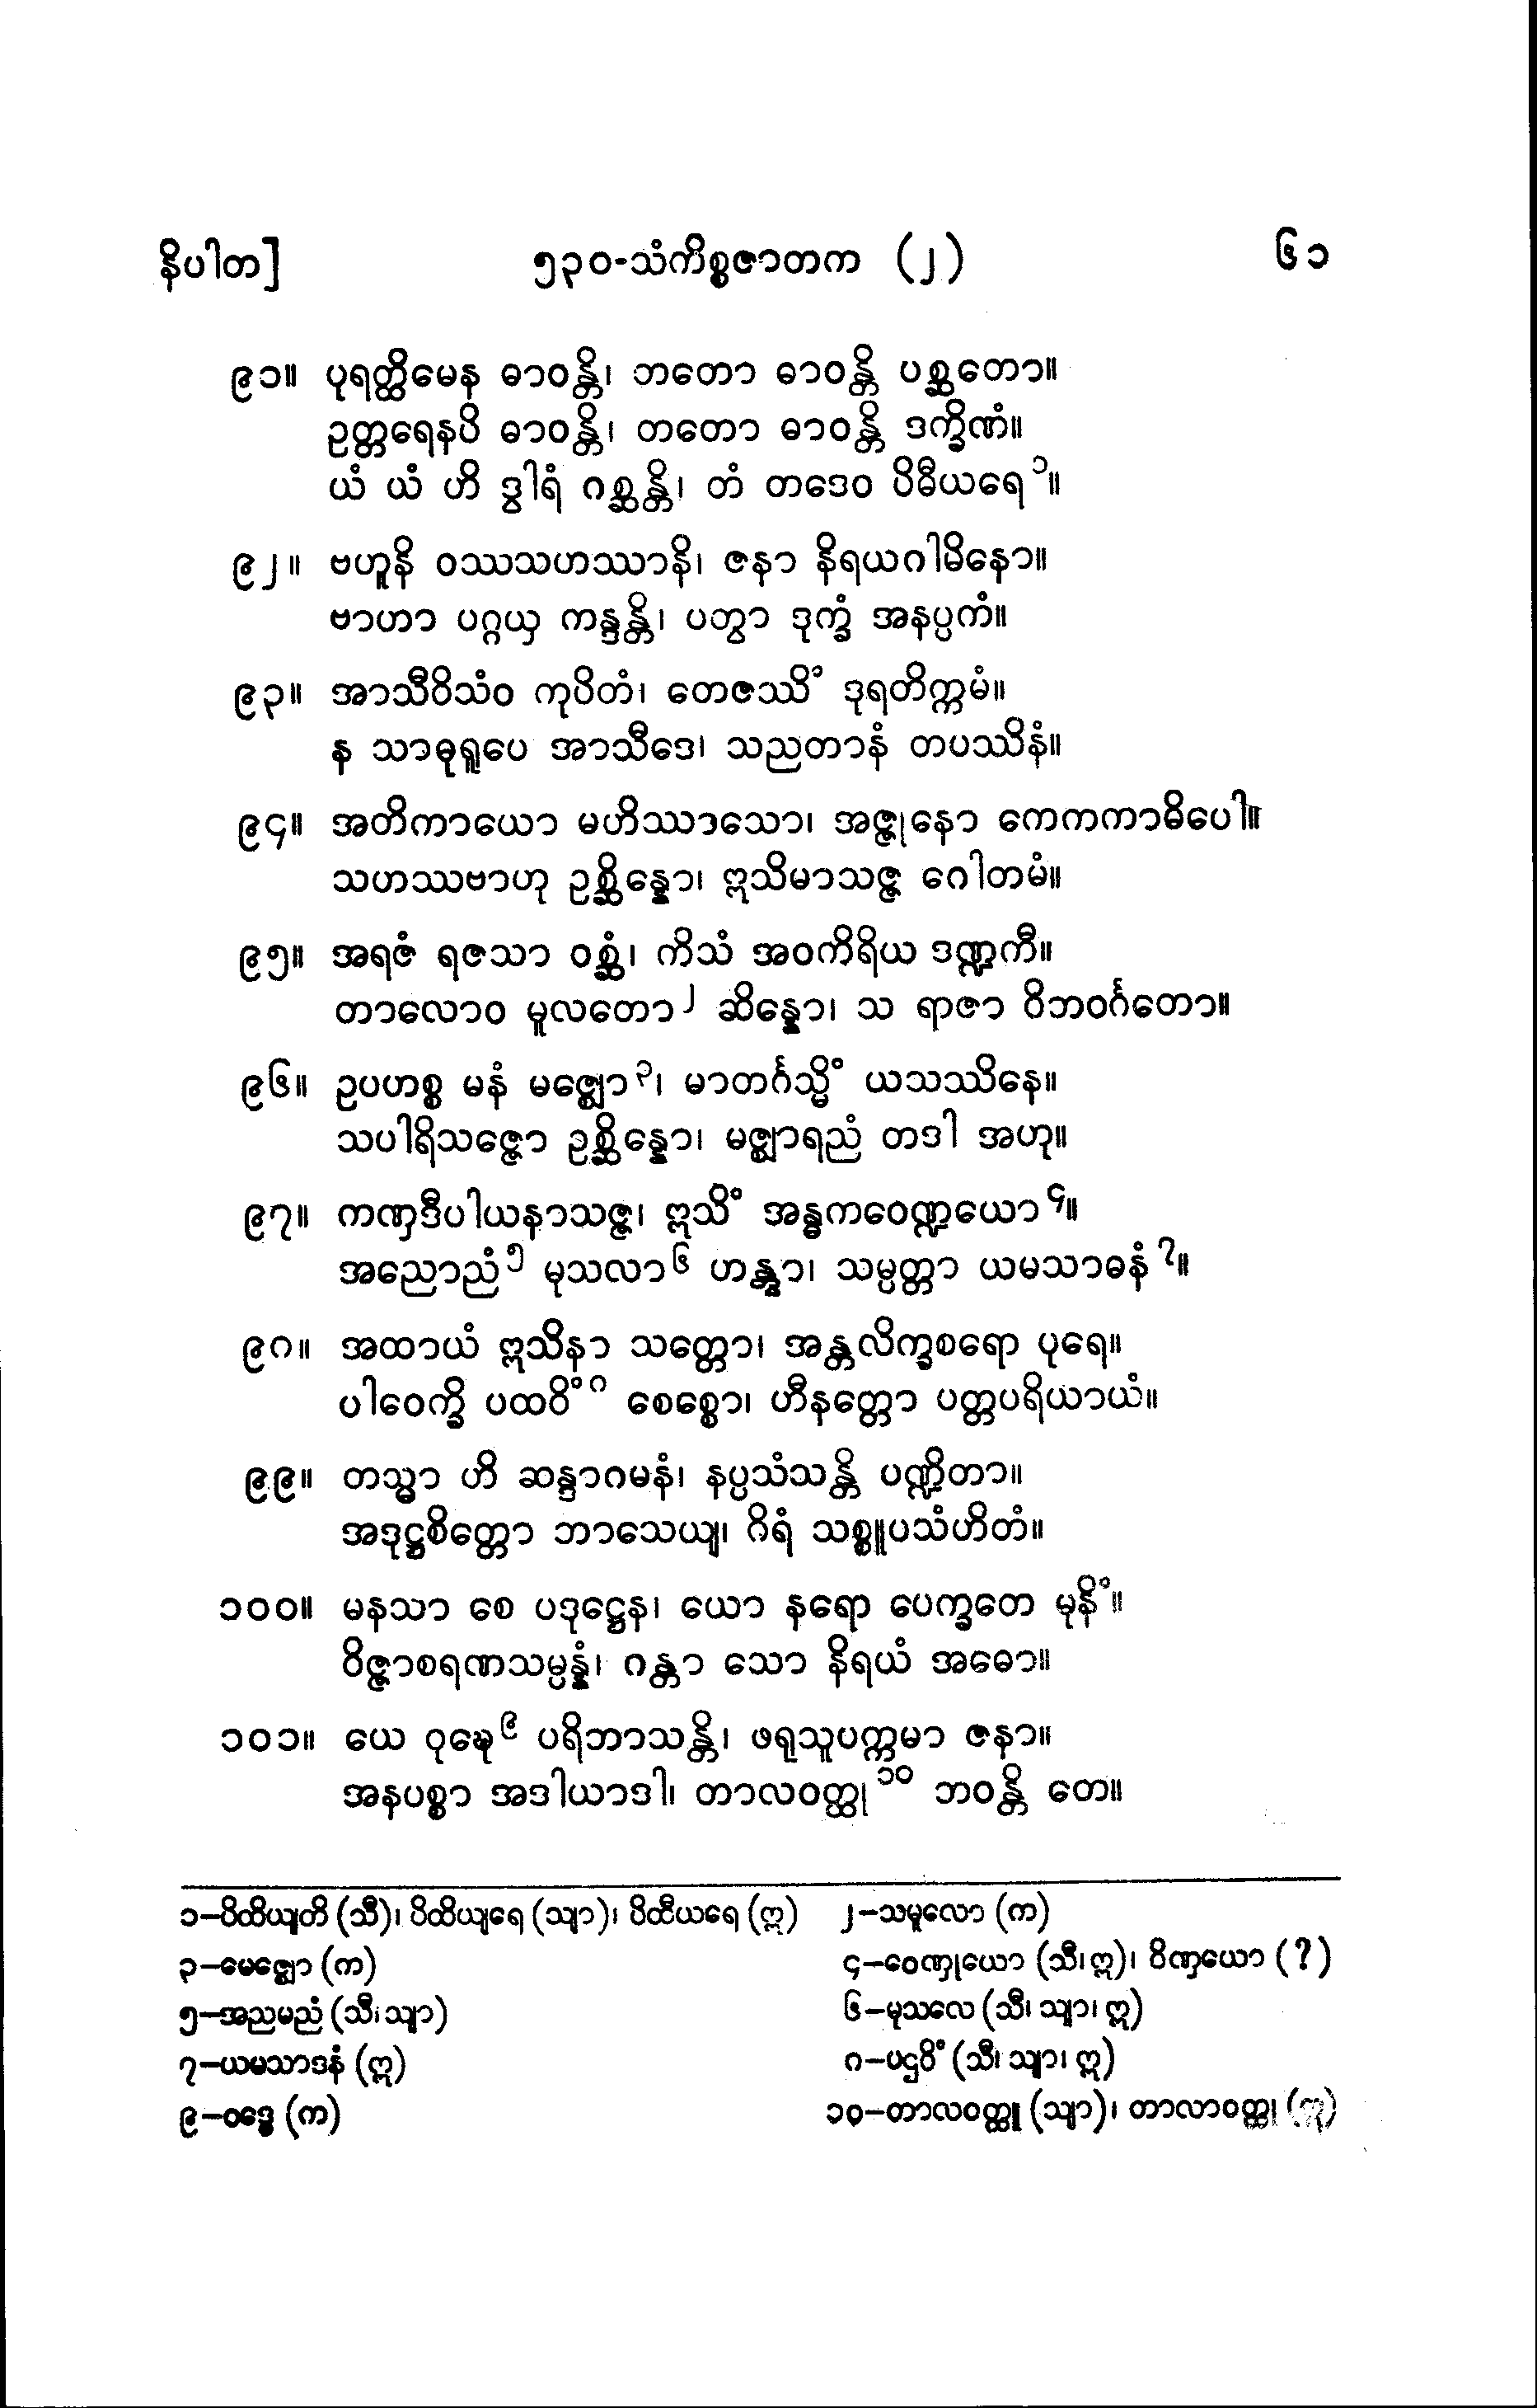 နိပါတ] ၅၃၀-သံကိစ္စဇာတက (၂) ၆၁
၉၁။ ပုရတ္ထိမေန ဓာဝန္တိ၊ ဘတော ဓာဝန္တိ ပစ္ဆတော။
ဥတ္တရေနပိ ဓာဝန္တိ၊ တတော ဓာဝန္တိ ဒက္ခိဏံ။
ယံ ယံ ဟိ ဒွါရံ ဂစ္ဆန္တိ၊ တံ တဒေဝ ပိဓီယရေ၁။
၉၂။ ဗဟူနိ ဝဿသဟဿာနိ၊ ဇနာ နိရယဂါမိနော။
ဗာဟာ ပဂ္ဂယှ ကန္ဒန္တိ၊ ပတွာ ဒုက္ခံ အနပ္ပကံ။
၉၃။ အာသီဝိသံဝ ကုပိတံ၊ တေဇဿိံ ဒုရတိက္ကမံ။
န သာဓုရူပေ အာသီဒေ၊ သညတာနံ တပဿိနံ။
၉၄။ အတိကာယော မဟိဿာသော၊ အဇ္ဇုနော ကေကကာဓိပေါ။
သဟဿဗာဟု ဥစ္ဆိန္နော၊ ဣသိမာသဇ္ဇ ဂေါတမံ။
၉၅။ အရဇံ ရဇသာ ဝစ္ဆံ၊ ကိသံ အဝကိရိယ ဒဏ္ဍကီ။
တာလောဝ မူလတော၂ ဆိန္နော၊ သ ရာဇာ ဝိဘဝင်္ဂတော။
၉၆။ ဥပဟစ္စ မနံ မဇ္ဈော၃၊ မာတင်္ဂသ္မိံ ယသဿိနေ။
သပါရိသဇ္ဇော ဥစ္ဆိန္နော၊ မဇ္ဈာရညံ တဒါ အဟု။
၉၇။ ကဏှဒီပါယနာသဇ္ဇ၊ ဣသိံ အန္ဓကဝေဏ္ဍယော၄။
အညောညံ၅ မုသလာ၆ ဟန္တွာ၊ သမ္ပတ္တာ ယမသာဓနံ၇။
၉၈။ အထာယံ ဣသိနာ သတ္တော၊ အန္တလိက္ခစရော ပုရေ။
ပါဝေက္ခိ ပထဝိံ၈ စေစ္စော၊ ဟီနတ္တော ပတ္တပရိယာယံ။
၉၉။ တသ္မာ ဟိ ဆန္ဒာဂမနံ၊ နပ္ပသံသန္တိ ပဏ္ဍိတာ။
အဒုဋ္ဌစိတ္တော ဘာသေယျ၊ ဂိရံ သစ္စူပသံဟိတံ။
၁၀၀။ မနသာ စေ ပဒုဋ္ဌေန၊ ယော နရော ပေက္ခတေ မုနိံ။
ဝိဇ္ဇာစရဏသမ္ပန္နံ၊ ဂန္တာ သော နိရယံ အဓော။
၁၀၁။ ယေ ဝုဍ္ဎေ၉ ပရိဘာသန္တိ၊ ဖရုသူပက္ကမာ ဇနာ။
အနပစ္စာ အဒါယာဒါ၊ တာလဝတ္ထု၁၀ ဘဝန္တိ တေ။
၁–ပိထိယျတိ (သီ)၊ ပိထိယျရေ (သျာ)၊ ပိထီယရေ (ဣ) ၂–သမူလော (က)
၃–မေဇ္ဈော (က) ၄–ဝေဏှုယော (သီ၊ ဣ)၊ ဝိဏှယော (?)
၅–အညမညံ (သီ၊ သျာ) ၆–မုသလေ (သီ၊ သျာ၊ ဣ)
၇–ယမသာဒနံ (ဣ) ၈–ပဌဝိံ (သီ၊ သျာ၊ ဣ)
၉–ဝဒ္ဓေ (က) ၁၀–တာလဝတ္ထူ (သျာ)၊ တာလာဝတ္ထု (ဣ)